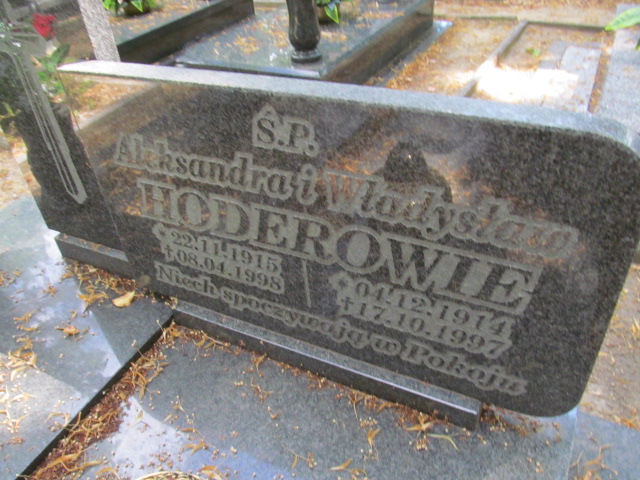 Ś.P.
Aleksandra i Władysław
HODEROWIE
*22.11.1915 *04.12.1914
†08.04.1998 †17.10.1997
Niech spoczywają w Pokoju